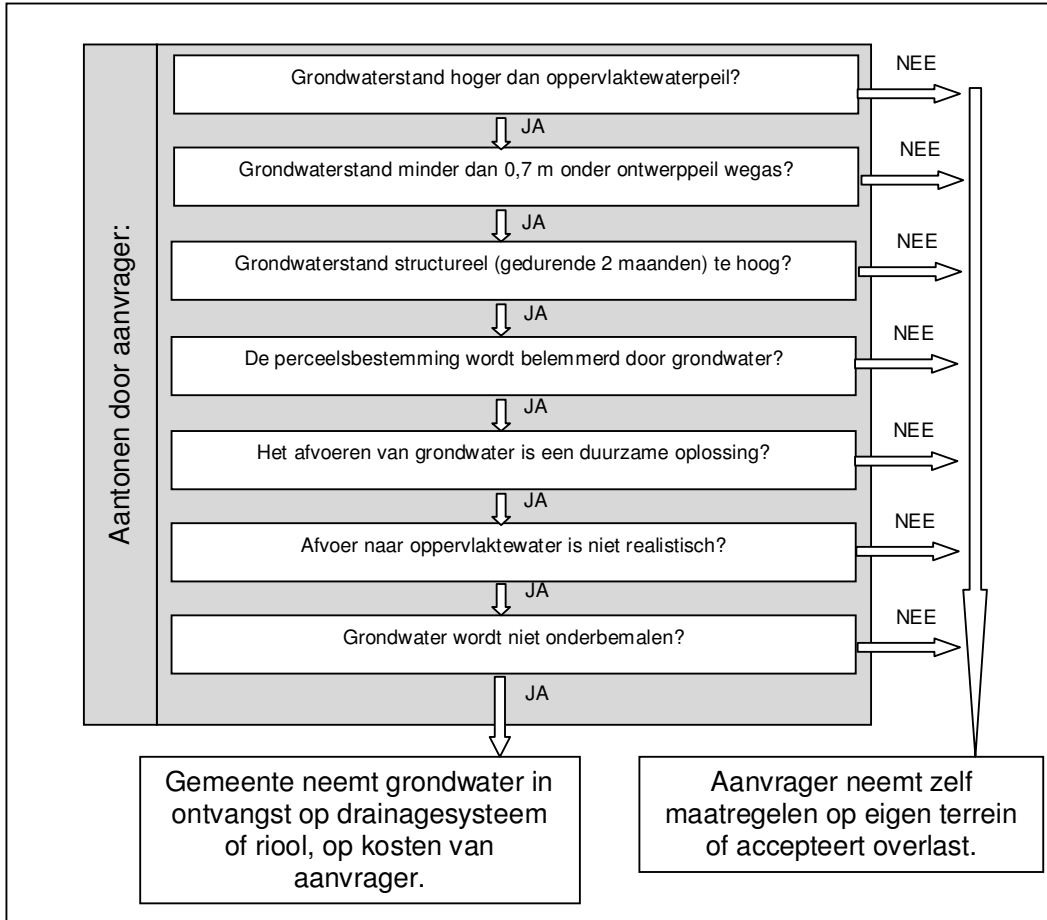 Aantonen door aanvrager:
Grondwaterstand hoger dan oppervlaktewaterpeil?
NEE
JA
Grondwaterstand minder dan 0,7 m onder ontwerppeil wegas?
NEE
JA
Grondwaterstand structureel (gedurende 2 maanden) te hoog?
NEE
JA
De perceelsbestemming wordt belemmerd door grondwater?
NEE
JA
Het afvoeren van grondwater is een duurzame oplossing?
NEE
JA
Afvoer naar oppervlaktewater is niet realistisch?
NEE
JA
Grondwater wordt niet onderbemalen?
NEE
JA
Gemeente neemt grondwater in
ontvangst op drainagesysteem
of riool, op kosten van
aanvrager.
Aanvrager neemt zelf
maatregelen op eigen terrein
of accepteert overlast.